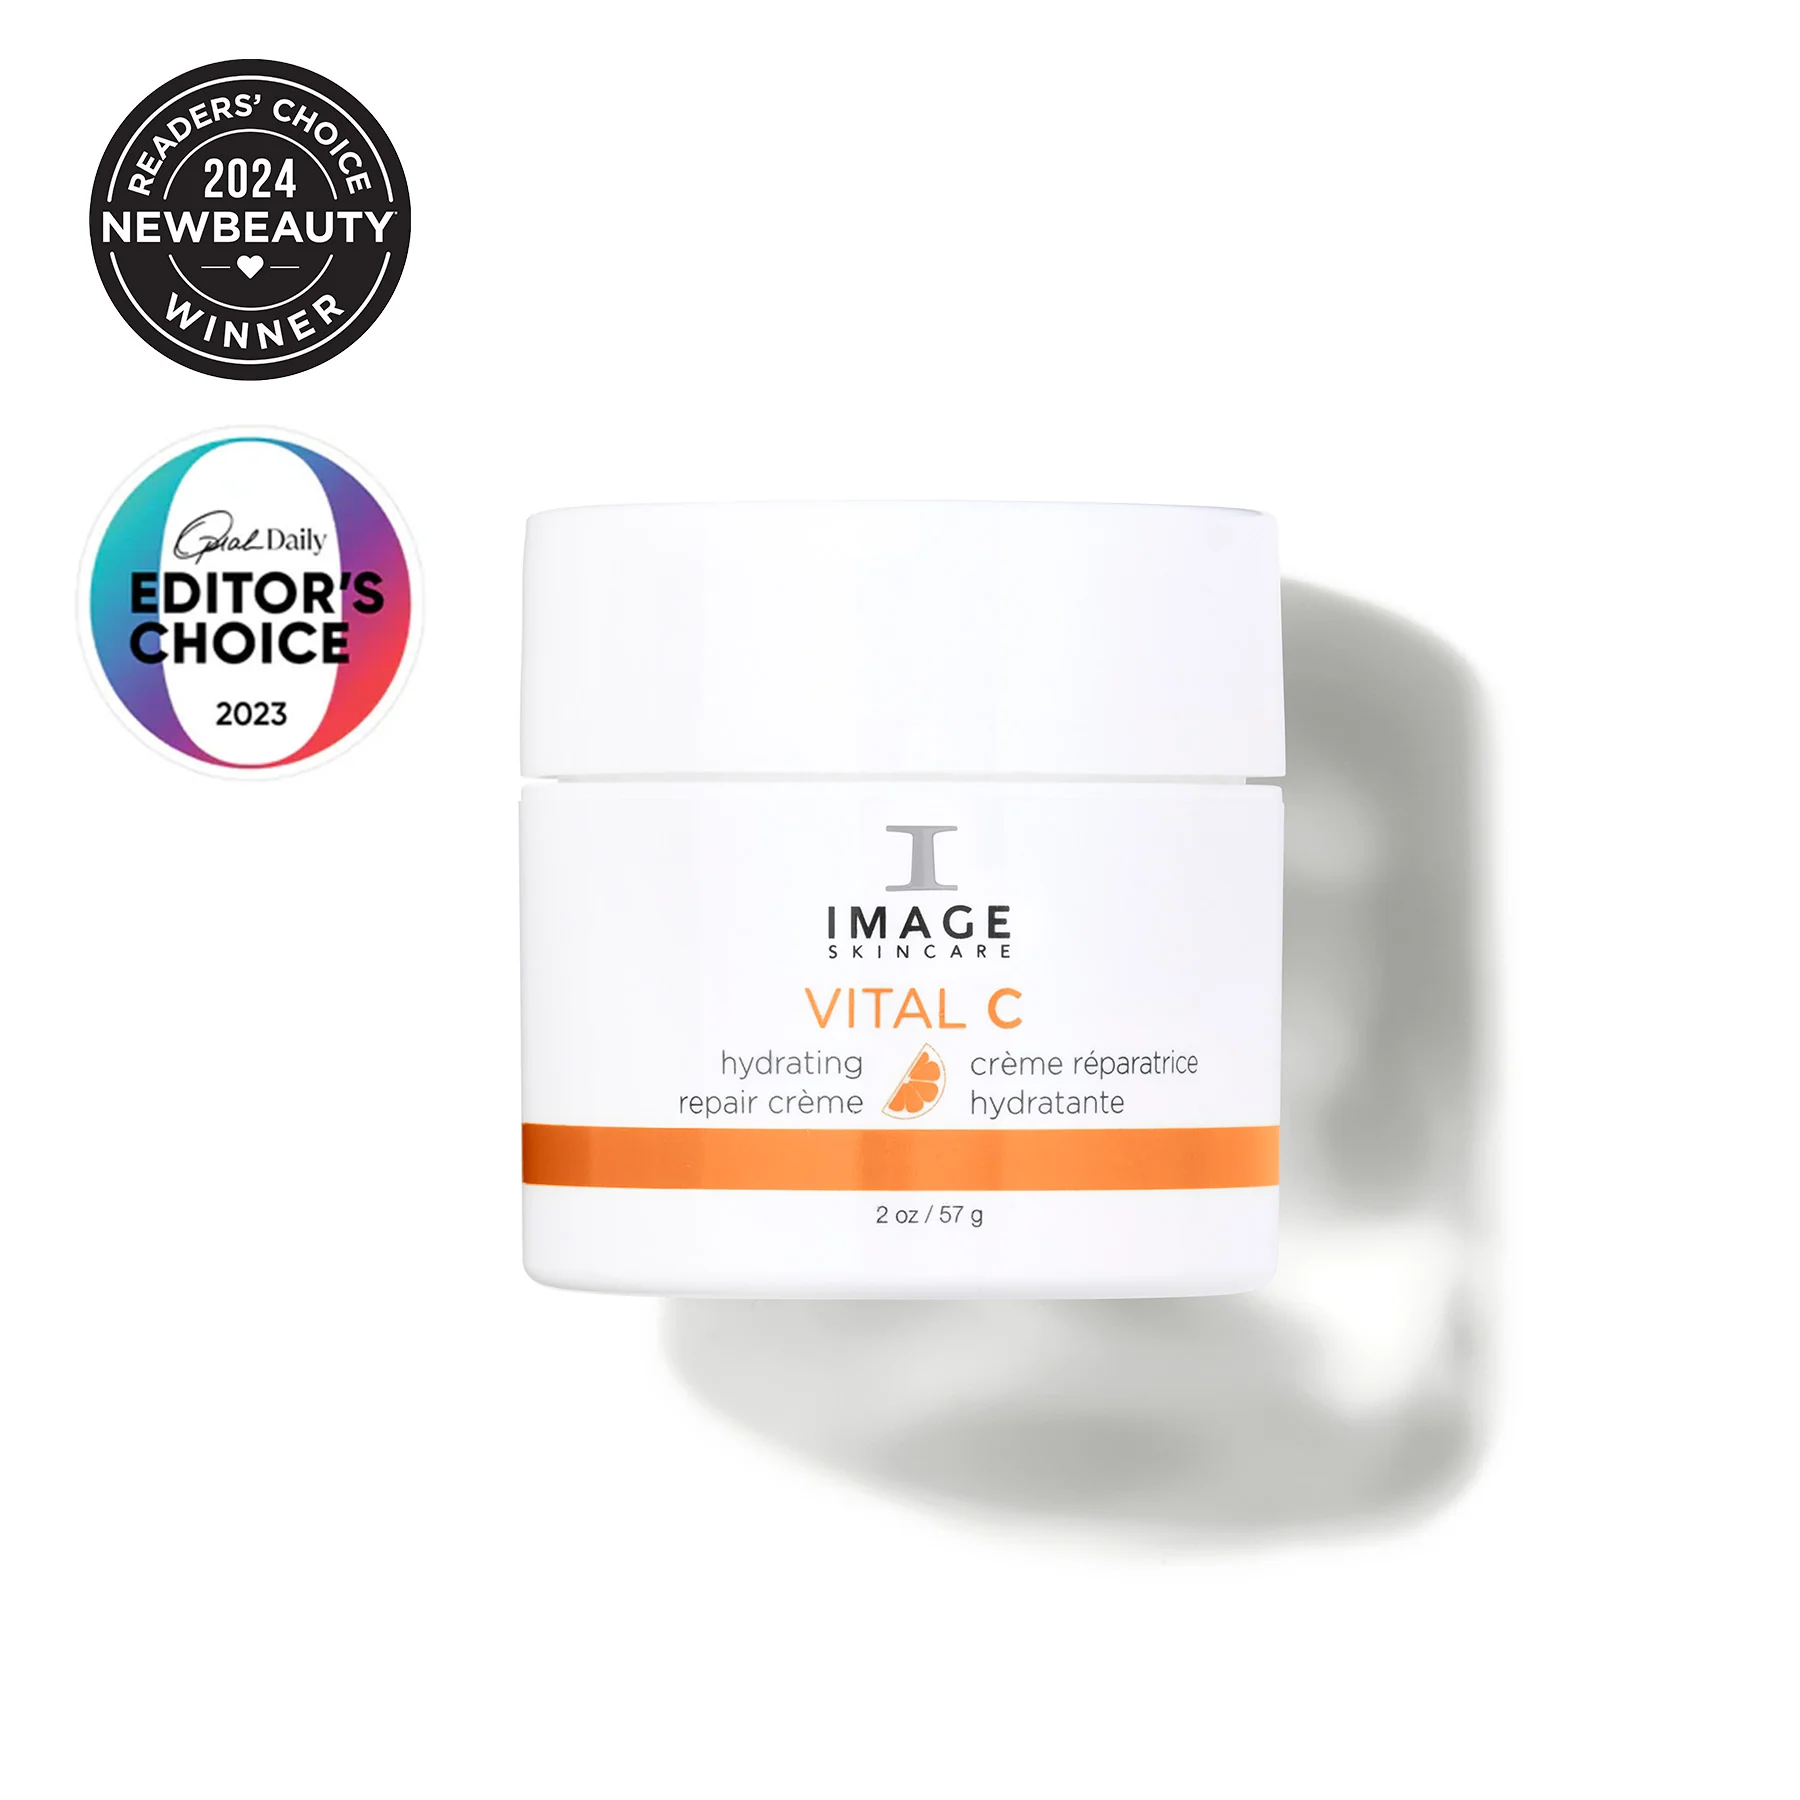 READERS' CHOICE
2024
NEWBEAUTY
WINNER
Oprah Daily
EDITOR'S
CHOICE
2023
I
IMAGE
SKINCARE
VITAL C
hydrating
repair crème
crème réparatrice
hydratante
2 oz / 57 g